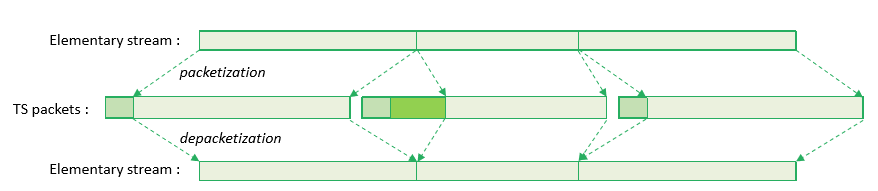 Elementary stream :
packetization
TS packets :
depacketization
Elementary stream :